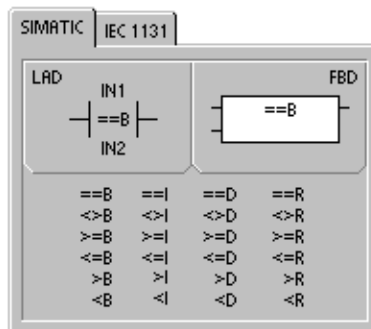 SIMATIC IEC 1131
LAD FBD
IN1
==B ==B
IN2
==B ==I ==D ==R
<>B <>I <>D <>R
>=B >=I >=D >=R
<=B <=I <=D <=R
>B >I >D >R
<B <I <D <R